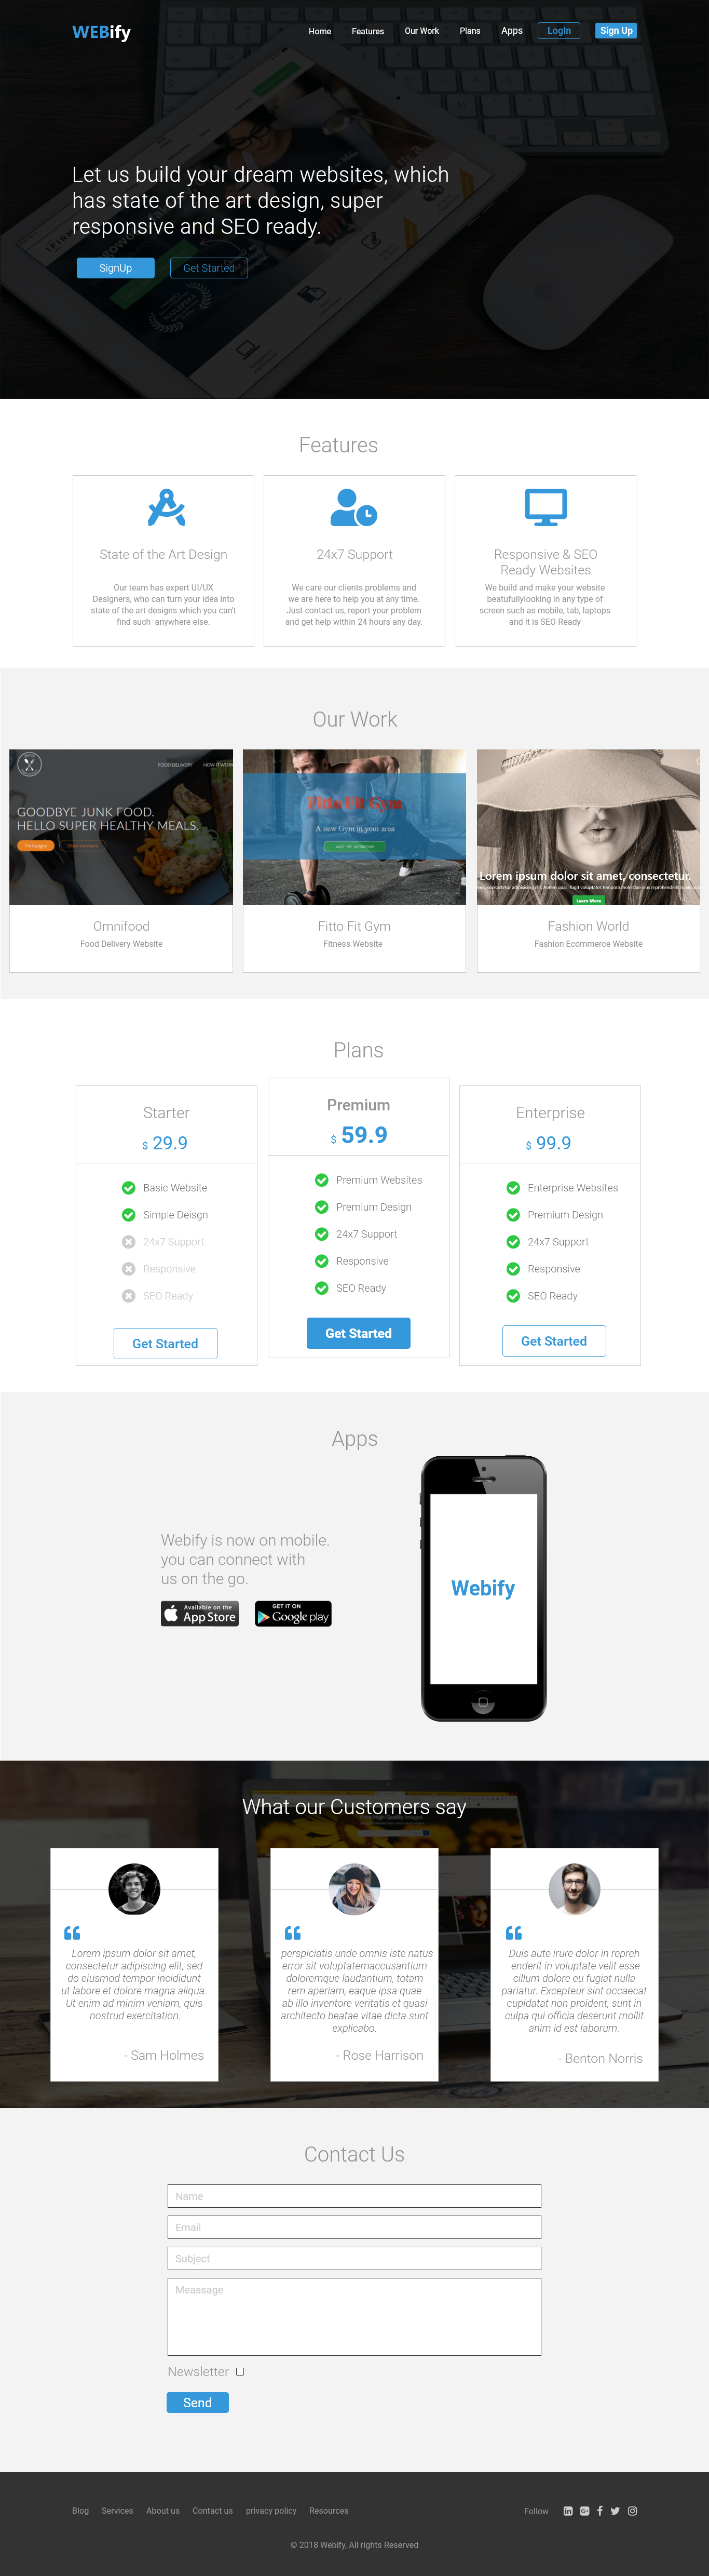 WEBify
Home Features Our Work Plans Apps LogIn Sign Up
Let us build your dream websites, which
has state of the art design, super
responsive and SEO ready.
SignUp Get Started
Features
State of the Art Design
Our team has expert UI/UX
Designers, who can turn your idea into
state of the art designs which you can't
find such anywhere else.
24x7 Support
We care our clients problems and
we are here to help you at any time.
Just contact us, report your problem
and get help within 24 hours any day.
Responsive & SEO
Ready Websites
We build and make your website
beatufullylooking in any type of
screen such as mobile, tab, laptops
and it is SEO Ready
Our Work
FOOD DELIVERY HOW IT WORK
GOODBYE JUNK FOOD.
HELLO SUPER HEALTHY MEALS.
I'm hungry Show me more
Omnifood
Food Delivery Website
Fitto Fit Gym
A new Gym in your area
Fitto Fit Gym
Fitness Website
Lorem ipsum dolor sit amet, consectetur.
Learn More
Fashion World
Fashion Ecommerce Website
Plans
Starter
$ 29.9
Basic Website
Simple Deisgn
24x7 Support
Responsive
SEO Ready
Get Started
Premium
$ 59.9
Premium Websites
Premium Design
24x7 Support
Responsive
SEO Ready
Get Started
Enterprise
$ 99.9
Enterprise Websites
Premium Design
24x7 Support
Responsive
SEO Ready
Get Started
Apps
Webify is now on mobile.
you can connect with
us on the go.
Available on the
App Store
GET IT ON
Google play
Webify
What our Customers say
Lorem ipsum dolor sit amet,
consectetur adipiscing elit, sed
do eiusmod tempor incididunt
ut labore et dolore magna aliqua.
Ut enim ad minim veniam, quis
nostrud exercitation.
- Sam Holmes
perspiciatis unde omnis iste natus
error sit voluptatemaccusantium
doloremque laudantium, totam
rem aperiam, eaque ipsa quae
ab illo inventore veritatis et quasi
architecto beatae vitae dicta sunt
explicabo.
- Rose Harrison
Duis aute irure dolor in repreh
enderit in voluptate velit esse
cillum dolore eu fugiat nulla
pariatur. Excepteur sint occaecat
cupidatat non proident, sunt in
culpa qui officia deserunt mollit
anim id est laborum.
- Benton Norris
Contact Us
Name
Email
Subject
Meassage
Newsletter
Send
Blog Services About us Contact us privacy policy Resources Follow
© 2018 Webify, All rights Reserved